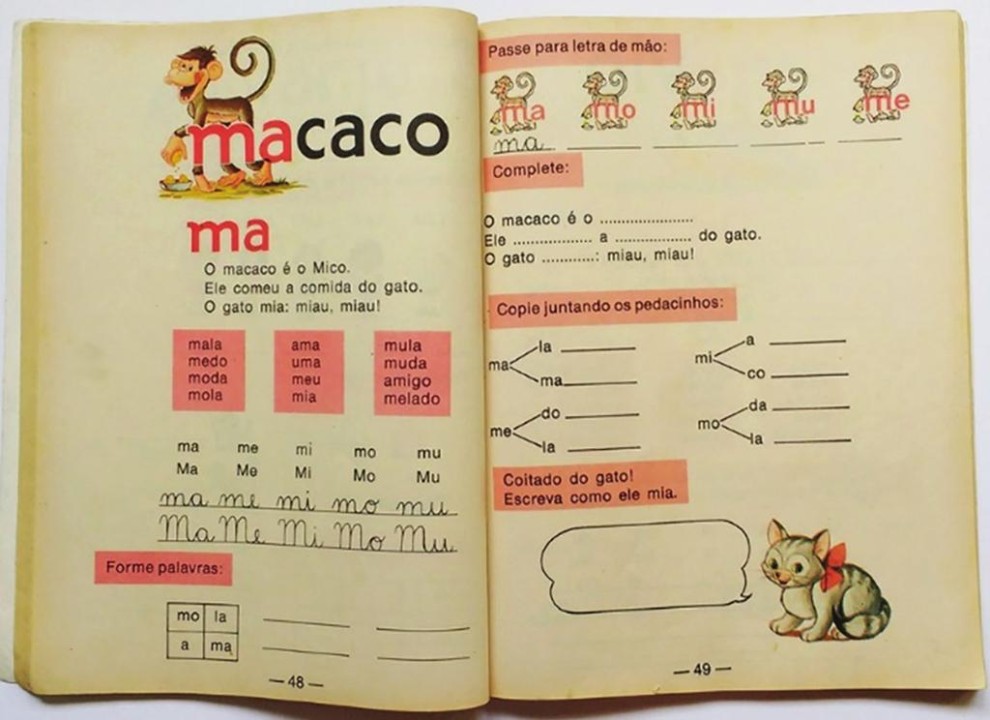 macaco
ma
O macaco é o Mico.
Ele comeu a comida do gato.
O gato mia: miau, miau!
mala
medo
moda
mola
ama
uma
meu
mia
mula
muda
amigo
melado
ma me mi mo mu
Ma Me Mi Mo Mu
ma me mi mo mu
Ma Me Mi Mo Mu
Forme palavras:
mo la
a ma
— 48 —
Passe para letra de mão:
ma mo mi mu me
ma
Complete:
O macaco é o ........................
Ele .................... a ................... do gato.
O gato ..............: miau, miau!
Copie juntando os pedacinhos:
ma
la
ma
mi
a
co
me
do
la
mo
da
la
Coitado do gato!
Escreva como ele mia.
— 49 —